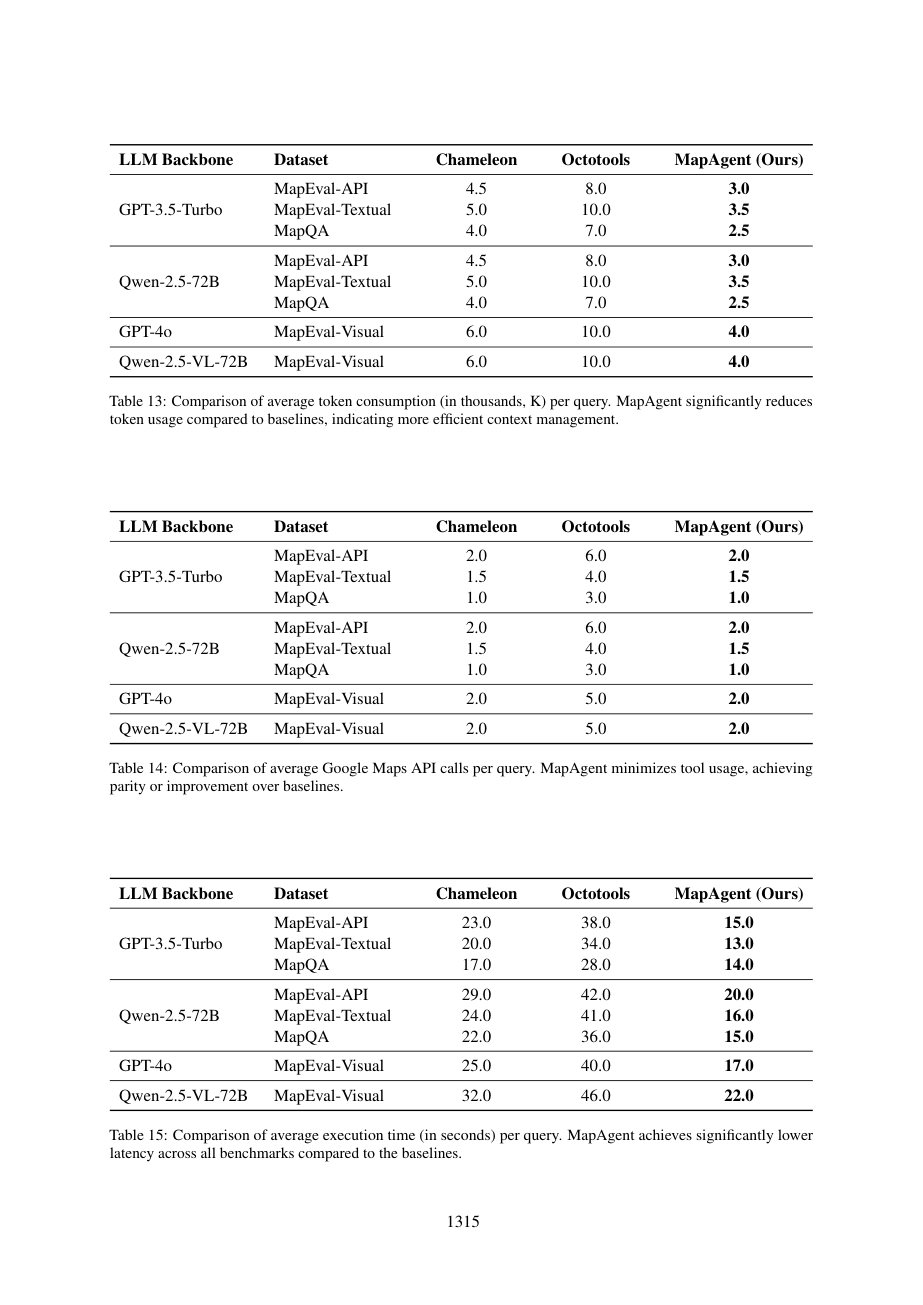 LLM Backbone Dataset Chameleon Octotools MapAgent (Ours)
MapEval-API 4.5 8.0 3.0
GPT-3.5-Turbo MapEval-Textual 5.0 10.0 3.5
MapQA 4.0 7.0 2.5
MapEval-API 4.5 8.0 3.0
Qwen-2.5-72B MapEval-Textual 5.0 10.0 3.5
MapQA 4.0 7.0 2.5
GPT-4o MapEval-Visual 6.0 10.0 4.0
Qwen-2.5-VL-72B MapEval-Visual 6.0 10.0 4.0
Table 13: Comparison of average token consumption (in thousands, K) per query. MapAgent significantly reduces
token usage compared to baselines, indicating more efficient context management.
LLM Backbone Dataset Chameleon Octotools MapAgent (Ours)
MapEval-API 2.0 6.0 2.0
GPT-3.5-Turbo MapEval-Textual 1.5 4.0 1.5
MapQA 1.0 3.0 1.0
MapEval-API 2.0 6.0 2.0
Qwen-2.5-72B MapEval-Textual 1.5 4.0 1.5
MapQA 1.0 3.0 1.0
GPT-4o MapEval-Visual 2.0 5.0 2.0
Qwen-2.5-VL-72B MapEval-Visual 2.0 5.0 2.0
Table 14: Comparison of average Google Maps API calls per query. MapAgent minimizes tool usage, achieving
parity or improvement over baselines.
LLM Backbone Dataset Chameleon Octotools MapAgent (Ours)
MapEval-API 23.0 38.0 15.0
GPT-3.5-Turbo MapEval-Textual 20.0 34.0 13.0
MapQA 17.0 28.0 14.0
MapEval-API 29.0 42.0 20.0
Qwen-2.5-72B MapEval-Textual 24.0 41.0 16.0
MapQA 22.0 36.0 15.0
GPT-4o MapEval-Visual 25.0 40.0 17.0
Qwen-2.5-VL-72B MapEval-Visual 32.0 46.0 22.0
Table 15: Comparison of average execution time (in seconds) per query. MapAgent achieves significantly lower
latency across all benchmarks compared to the baselines.
1315